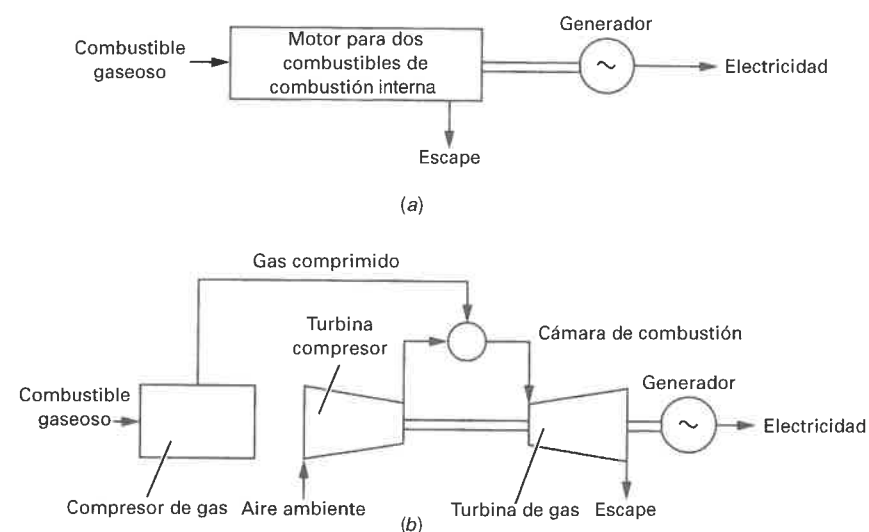 Generador
Combustible
gaseoso
Motor para dos
combustibles de
combustión interna
~
Electricidad
Escape
(a)
Gas comprimido
Turbina
compresor
Cámara de combustión
Combustible
gaseoso
Generador
~
Electricidad
Compresor de gas
Aire ambiente
Turbina de gas
Escape
(b)